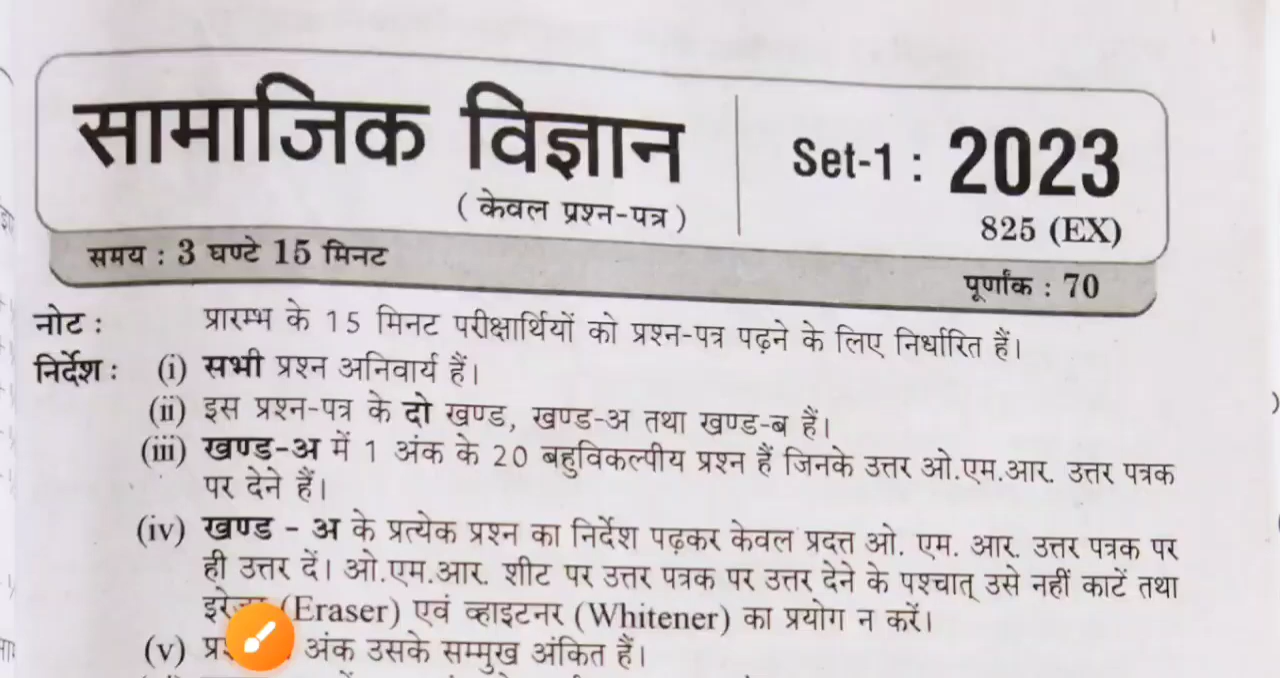 सामाजिक विज्ञान
Set-1 : 2023
(केवल प्रश्न-पत्र)
825 (EX)
समय : 3 घण्टे 15 मिनट
पूर्णांक : 70
नोट : प्रारम्भ के 15 मिनट परीक्षार्थियों को प्रश्न-पत्र पढ़ने के लिए निर्धारित हैं।
निर्देश : (i) सभी प्रश्न अनिवार्य हैं।
(ii) इस प्रश्न-पत्र के दो खण्ड, खण्ड-अ तथा खण्ड-ब हैं।
(iii) खण्ड-अ में 1 अंक के 20 बहुविकल्पीय प्रश्न हैं जिनके उत्तर ओ.एम.आर. उत्तर पत्रक
पर देने हैं।
(iv) खण्ड - अ के प्रत्येक प्रश्न का निर्देश पढ़कर केवल प्रदत्त ओ. एम. आर. उत्तर पत्रक पर
ही उत्तर दें। ओ.एम.आर. शीट पर उत्तर पत्रक पर उत्तर देने के पश्चात् उसे नहीं काटें तथा
(Eraser) एवं व्हाइटनर (Whitener) का प्रयोग न करें।
(v) अंक उसके सम्मुख अंकित हैं।